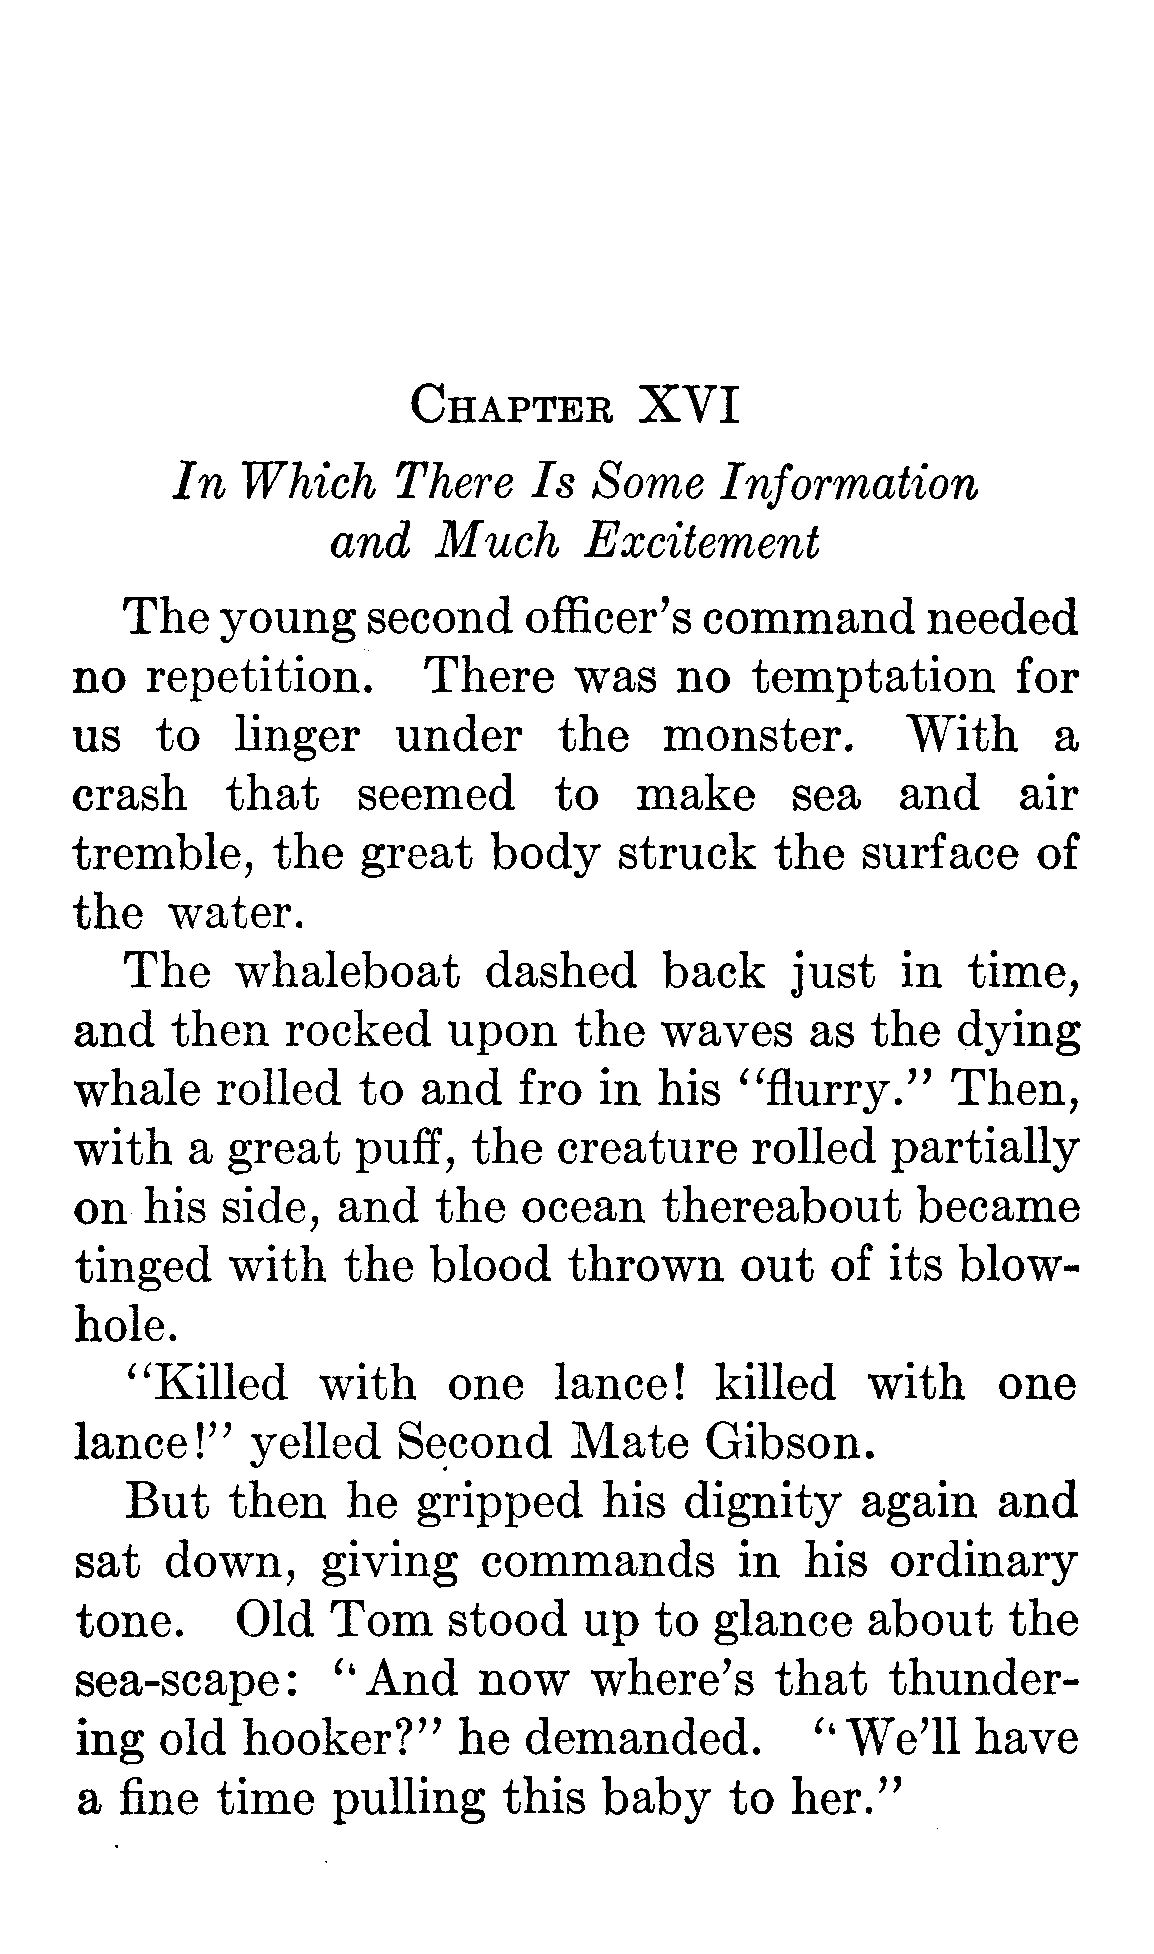 Chapter XVI
In Which There Is Some Information
and Much Excitement
The young second officer's command needed
no repetition. There was no temptation for
us to linger under the monster. With a
crash that seemed to make sea and air
tremble, the great body struck the surface of
the water.
The whaleboat dashed back just in time,
and then rocked upon the waves as the dying
whale rolled to and fro in his "flurry." Then,
with a great puff, the creature rolled partially
on his side, and the ocean thereabout became
tinged with the blood thrown out of its blow-
hole.
"Killed with one lance! killed with one
lance!" yelled Second Mate Gibson.
But then he gripped his dignity again and
sat down, giving commands in his ordinary
tone. Old Tom stood up to glance about the
sea-scape: "And now where's that thunder-
ing old hooker?" he demanded. "We'll have
a fine time pulling this baby to her."